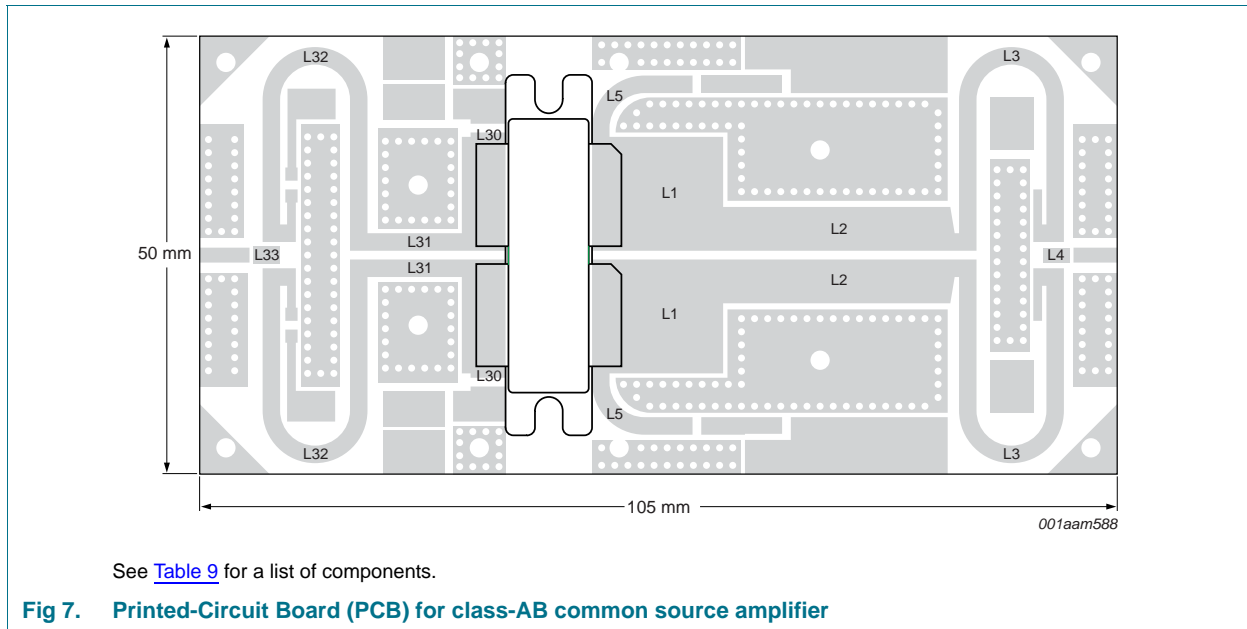 L32
L3
L5
L30
L1
L2
L31
50 mm
L33
L4
L31
L2
L1
L30
L5
L32
L3
105 mm
001aam588
See Table 9 for a list of components.
Fig 7. Printed-Circuit Board (PCB) for class-AB common source amplifier